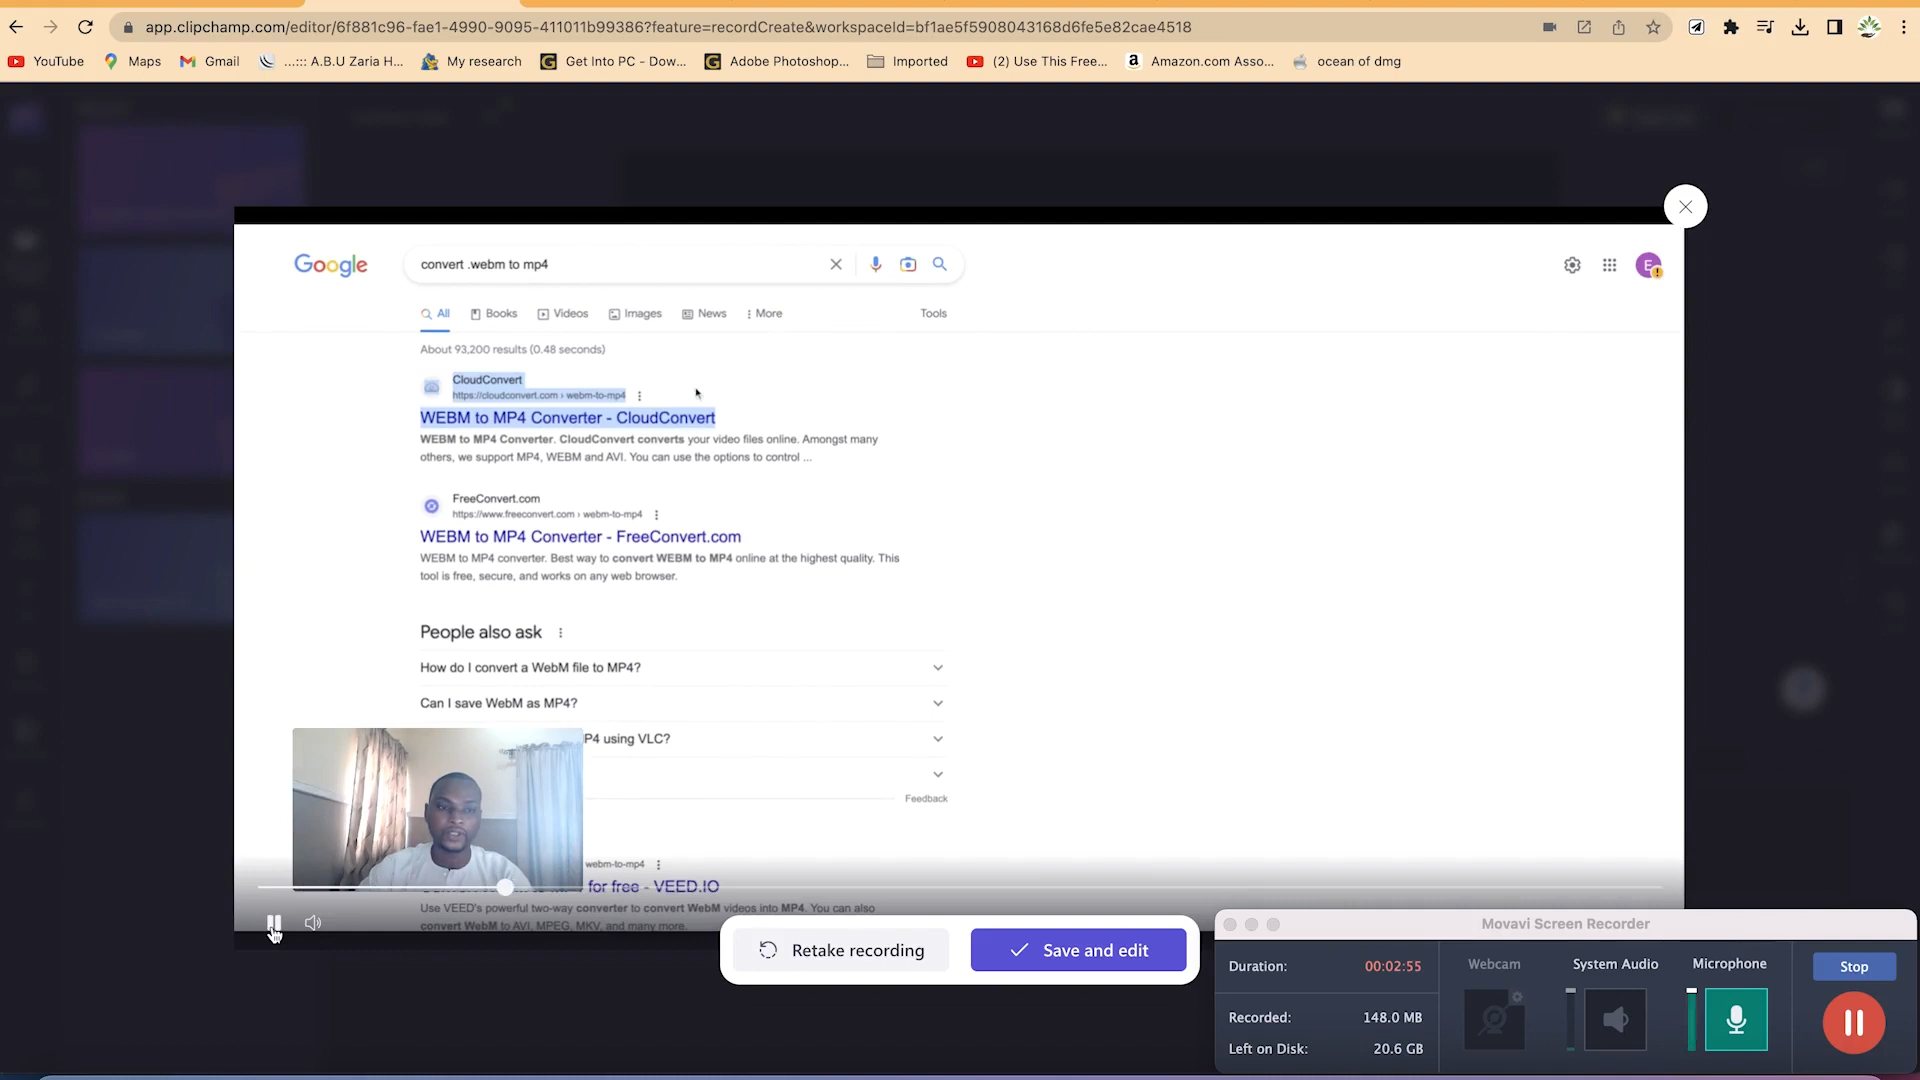 app.clipchamp.com/editor/6f881c96-fae1-4990-9095-411011b99386?feature=recordCreate&workspaceId=bf1ae5f5908043168d6fe5e82cae4518
YouTube Maps Gmail ...::: A.B.U Zaria H... My research Get Into PC - Dow... Adobe Photoshop... Imported (2) Use This Free... Amazon.com Asso... ocean of dmg
Google convert .webm to mp4 E
All Books Videos Images News More Tools
About 93,200 results (0.48 seconds)
CloudConvert
https://cloudconvert.com › webm-to-mp4
WEBM to MP4 Converter - CloudConvert
WEBM to MP4 Converter. CloudConvert converts your video files online. Amongst many
others, we support MP4, WEBM and AVI. You can use the options to control ...
FreeConvert.com
https://www.freeconvert.com › webm-to-mp4
WEBM to MP4 Converter - FreeConvert.com
WEBM to MP4 converter. Best way to convert WEBM to MP4 online at the highest quality. This
tool is free, secure, and works on any web browser.
People also ask
How do I convert a WebM file to MP4?
Can I save WebM as MP4?
P4 using VLC?
Feedback
webm-to-mp4
for free - VEED.IO
Use VEED's powerful two-way converter to convert WebM videos into MP4. You can also
convert WebM to AVI, MPEG, MKV, and many more.
Retake recording Save and edit
Movavi Screen Recorder
Duration: 00:02:55 Webcam System Audio Microphone Stop
Recorded: 148.0 MB
Left on Disk: 20.6 GB